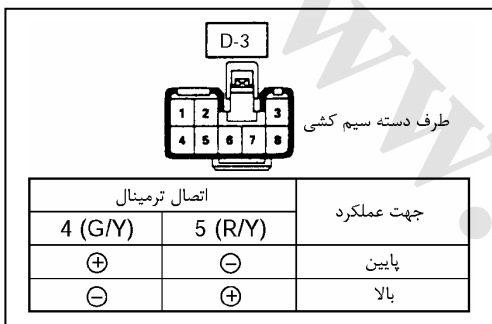 D-3
1 2 3
4 5 6 7 8
طرف دسته سیم کشی
جهت عملکرد
اتصال ترمینال
4 (G/Y) 5 (R/Y)
پایین ⊖ ⊕
بالا ⊕ ⊖